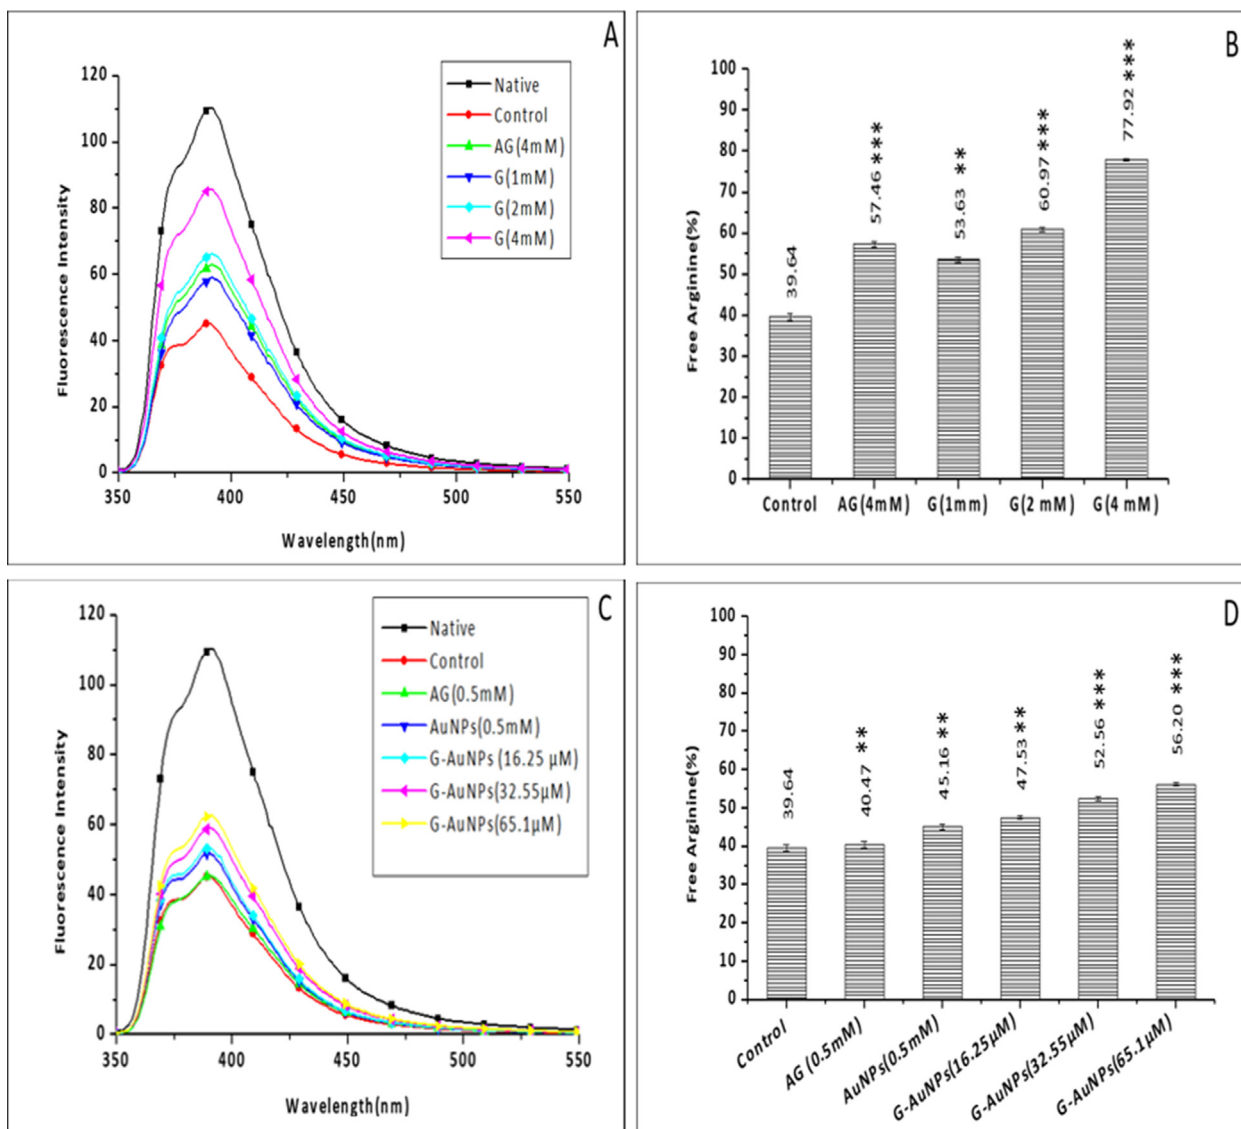 A
120
100
80
60
40
20
0
Fluorescence Intensity
350
400
450
500
550
Wavelength(nm)
Native
Control
AG(4mM)
G(1mM)
G(2mM)
G(4mM)
B
100
90
80
70
60
50
40
30
20
10
0
Free Arginine(%)
39.64
57.46 ***
53.63 **
60.97 ***
77.92 ***
Control
AG(4mM)
G(1mm)
G(2 mM)
G(4 mM)
C
120
100
80
60
40
20
0
Fluorescence Intensity
350
400
450
500
550
Wavelength(nm)
Native
Control
AG(0.5mM)
AuNPs(0.5mM)
G-AuNPs (16.25 μM)
G-AuNPs(32.55μM)
G-AuNPs(65.1μM)
D
100
90
80
70
60
50
40
30
20
10
0
Free Arginine(%)
39.64
40.47 **
45.16 **
47.53 **
52.56 ***
56.20 ***
Control
AG (0.5mM)
AuNPs(0.5mM)
G-AuNPs(16.25μM)
G-AuNPs(32.55μM)
G-AuNPs(65.1μM)